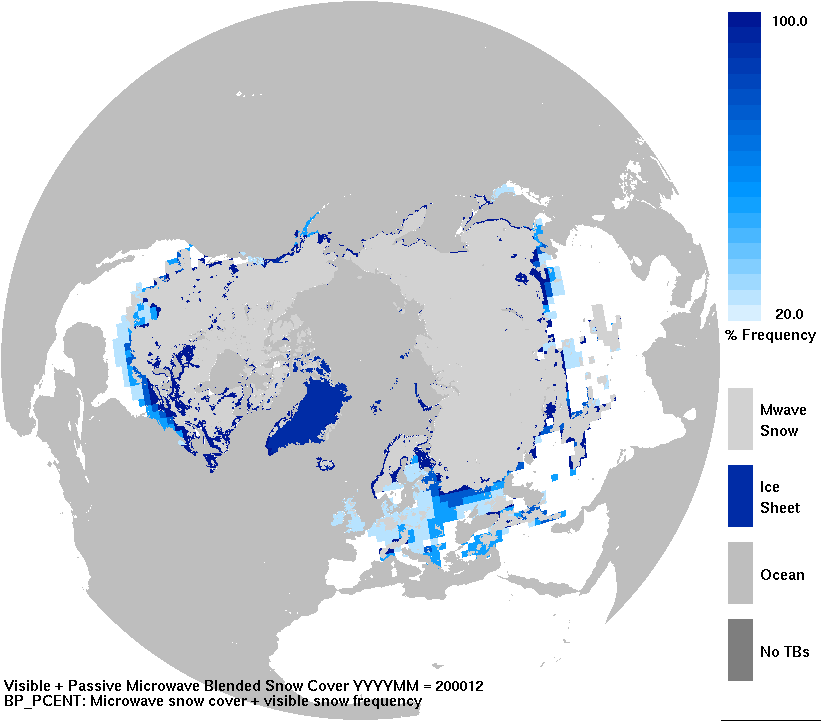 100.0
20.0
% Frequency
Mwave
Snow
Ice
Sheet
Ocean
No TBs
Visible + Passive Microwave Blended Snow Cover YYYYMM = 200012
BP_PCENT: Microwave snow cover + visible snow frequency